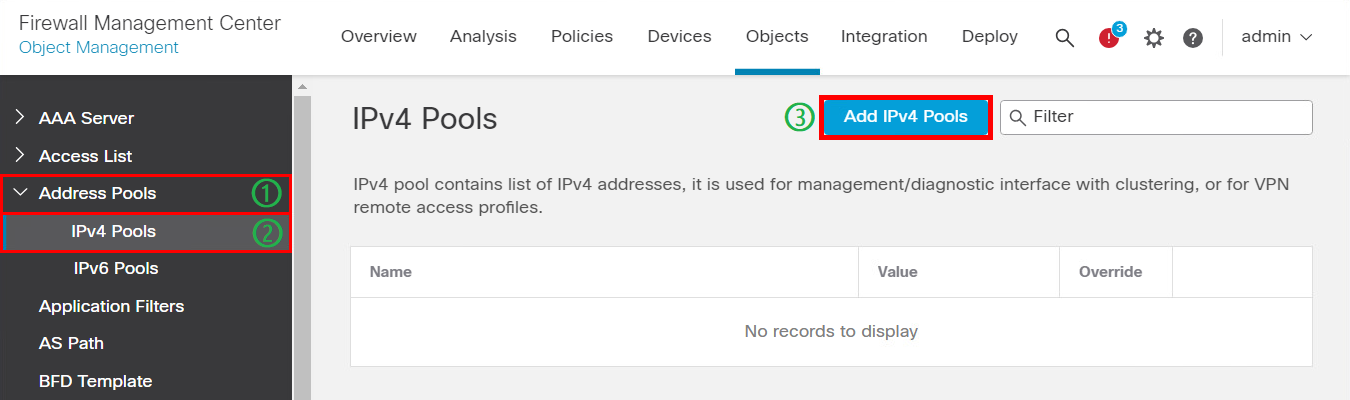 Firewall Management Center
Object Management
Overview Analysis Policies Devices Objects Integration Deploy 3 admin
AAA Server
Access List
Address Pools 1
IPv4 Pools 2
IPv6 Pools
Application Filters
AS Path
BFD Template
IPv4 Pools 3 Add IPv4 Pools Filter
IPv4 pool contains list of IPv4 addresses, it is used for management/diagnostic interface with clustering, or for VPN
remote access profiles.
Name Value Override
No records to display